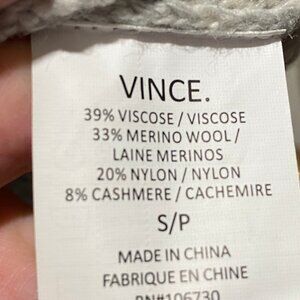 VINCE.
39% VISCOSE / VISCOSE
33% MERINO WOOL /
LAINE MERINOS
20% NYLON / NYLON
8% CASHMERE / CACHEMIRE
S/P
MADE IN CHINA
FABRIQUE EN CHINE
RN#106730